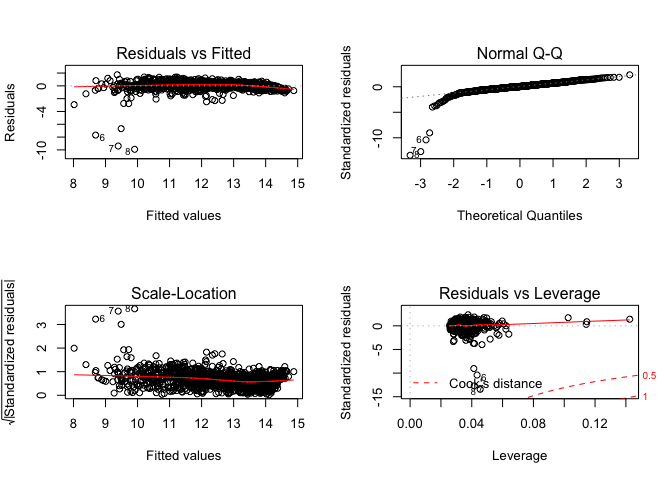 Residuals vs Fitted
Residuals
0
-4
-10
6
7
8
8 9 10 11 12 13 14 15
Fitted values
Normal Q-Q
Standardized residuals
0
-10
6
7
8
-3 -2 -1 0 1 2 3
Theoretical Quantiles
Scale-Location
√|Standardized residuals|
3
2
1
0
6
7
8
8 9 10 11 12 13 14 15
Fitted values
Residuals vs Leverage
Standardized residuals
0
-5
-15
6
8
Cook's distance
0.5
1
0.00 0.04 0.08 0.12
Leverage